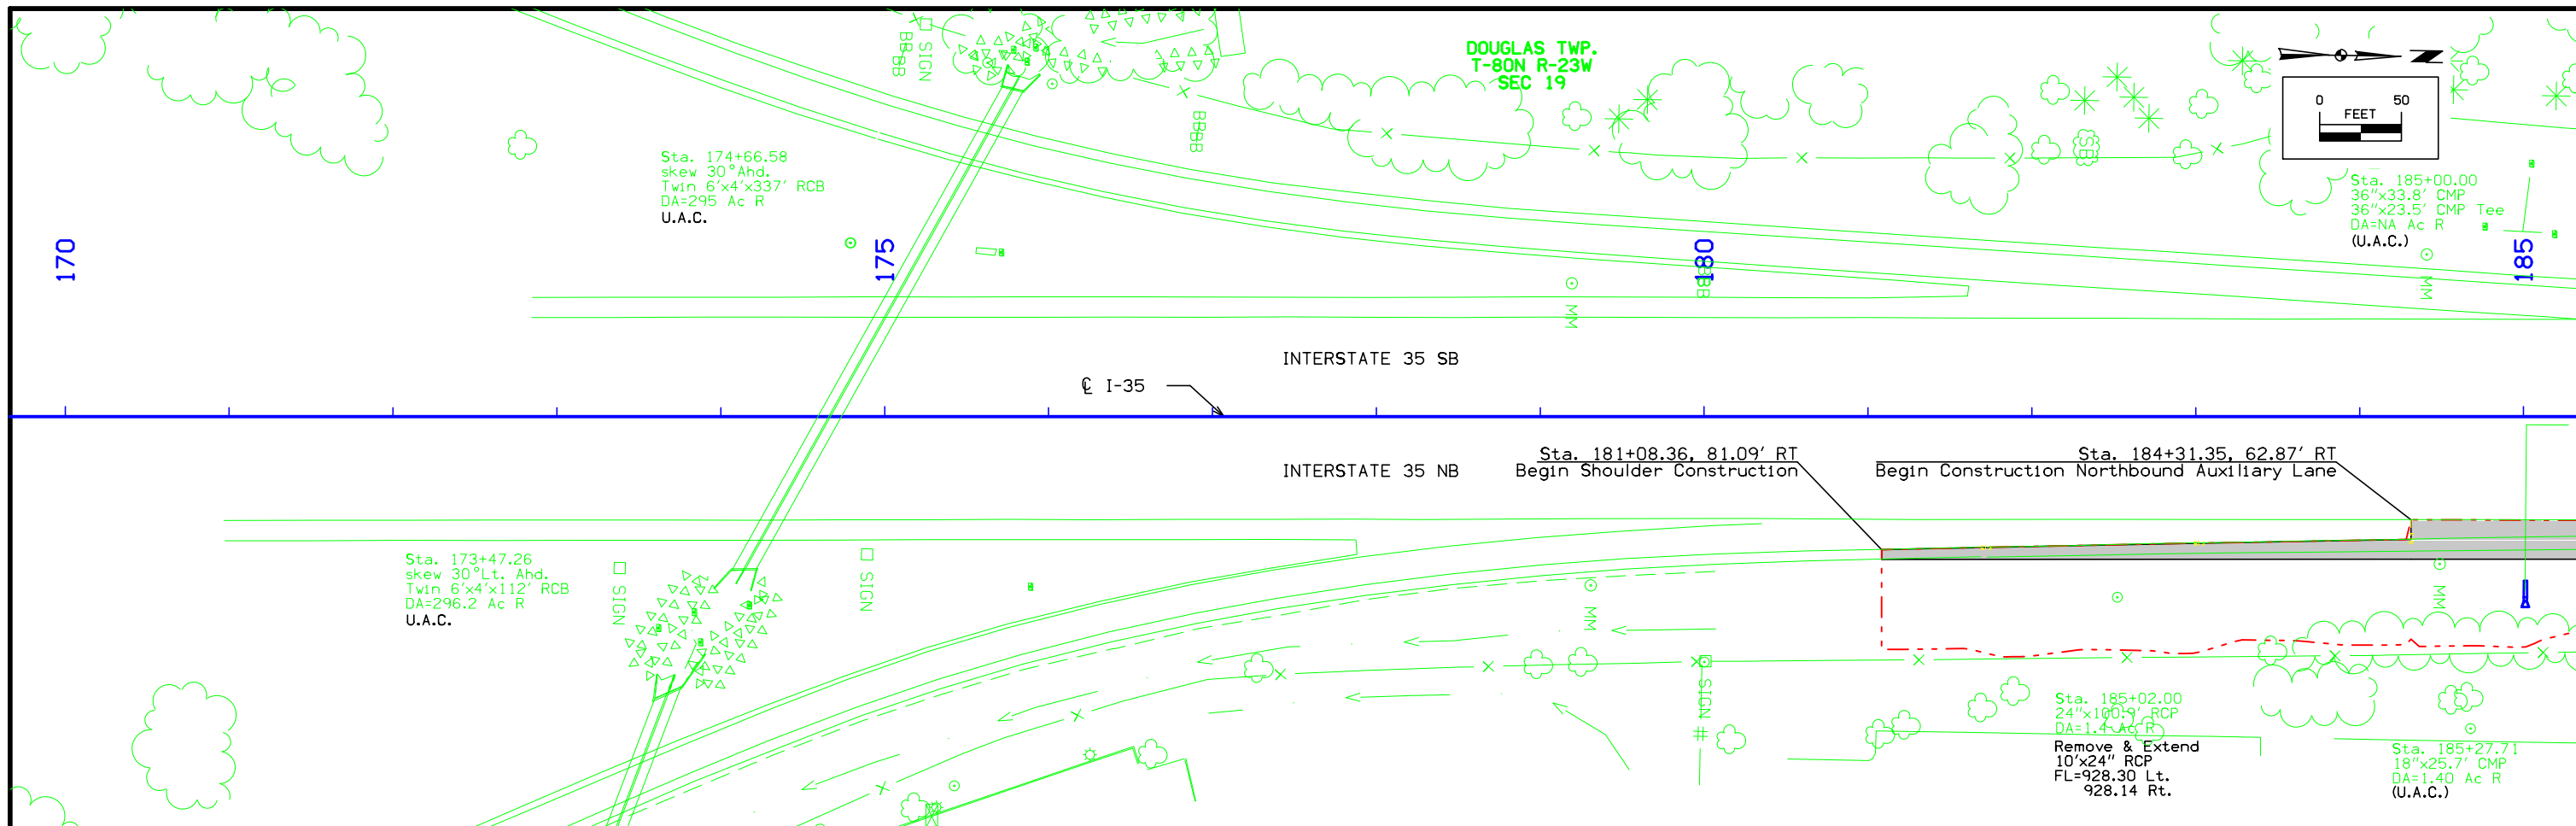 DOUGLAS TWP.
T-80N R-23W
SEC 19
0 50
FEET
BB
BB
SIGN
BB
BB
SB
Sta. 174+66.58
skew 30°Ahd.
Twin 6'x4'x337' RCB
DA=295 Ac R
U.A.C.
Sta. 185+00.00
36"x33.8' CMP
36"x23.5' CMP Tee
DA=NA Ac R
(U.A.C.)
170
175
180
185
MM
MM
INTERSTATE 35 SB
℄ I-35
INTERSTATE 35 NB
Sta. 181+08.36, 81.09' RT
Begin Shoulder Construction
Sta. 184+31.35, 62.87' RT
Begin Construction Northbound Auxiliary Lane
Sta. 173+47.26
skew 30°Lt. Ahd.
Twin 6'x4'x112' RCB
DA=296.2 Ac R
U.A.C.
SIGN
SIGN
MM
MM
SIGN #
Sta. 185+02.00
24"x100.9' RCP
DA=1.4 Ac R
Remove & Extend
10'x24" RCP
FL=928.30 Lt.
928.14 Rt.
Sta. 185+27.71
18"x25.7' CMP
DA=1.40 Ac R
(U.A.C.)